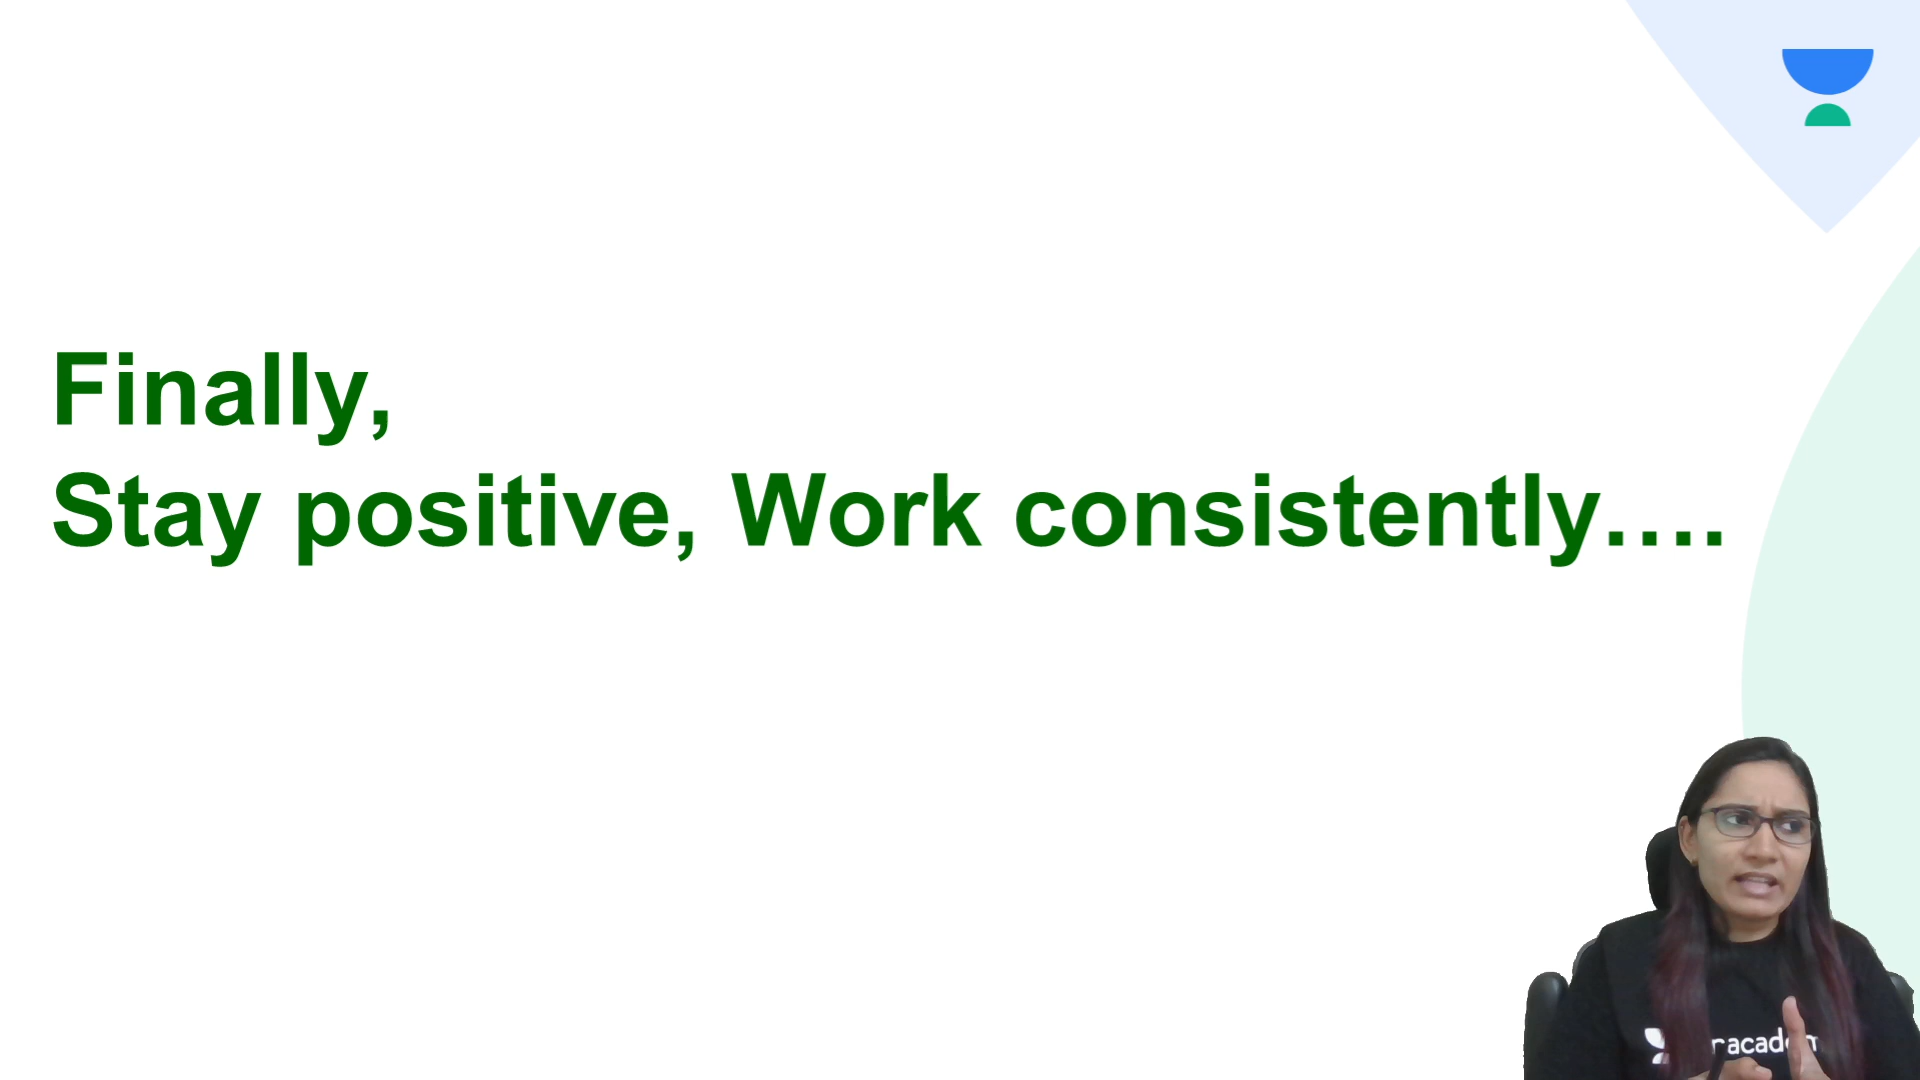 Finally,
Stay positive, Work consistently....